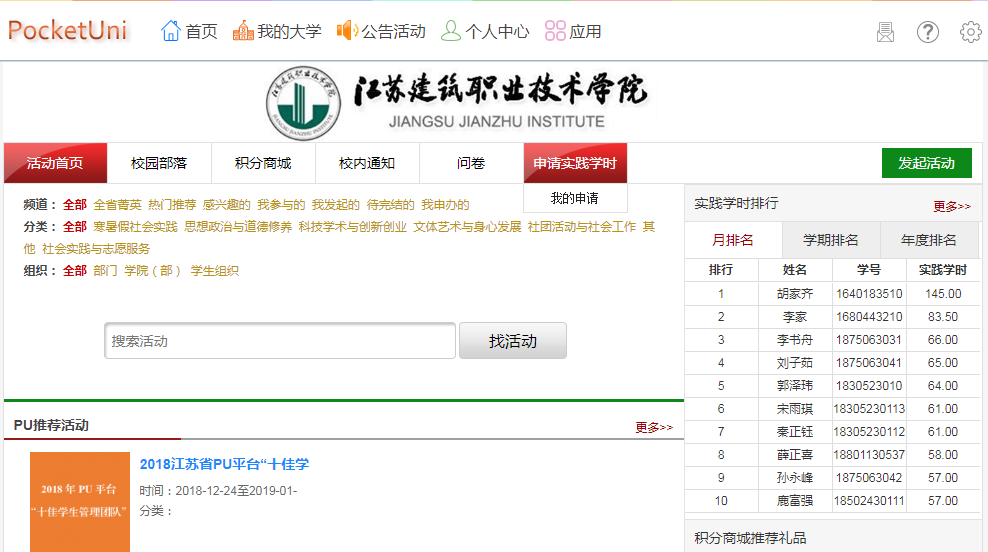 PocketUni 首页 我的大学 公告活动 个人中心 应用
江苏建筑职业技术学院
JIANGSU JIANZHU INSTITUTE
活动首页 校园部落 积分商城 校内通知 问卷 申请实践学时 发起活动
我的申请
频道： 全部 全省菁英 热门推荐 感兴趣的 我参与的 我发起的 待完结的 我申办的
分类： 全部 寒暑假社会实践 思想政治与道德修养 科技学术与创新创业 文体艺术与身心发展 社团活动与社会工作 其
他 社会实践与志愿服务
组织： 全部 部门 学院（部） 学生组织
搜索活动 找活动
PU推荐活动 更多>>
2018年 PU 平台
“十佳学生管理团队”
2018江苏省PU平台“十佳学
时间：2018-12-24至2019-01-
分类：
实践学时排行 更多>>
月排名 学期排名 年度排名
排行 姓名 学号 实践学时
1 胡家齐 1640183510 145.00
2 李家 1680443210 83.50
3 李书舟 1875063031 66.00
4 刘子茹 1875063041 65.00
5 郭泽玮 1830523010 64.00
6 宋雨琪 18305230113 61.00
7 秦正钰 18305230112 61.00
8 薛正喜 18801130537 58.00
9 孙永峰 1875063042 57.00
10 鹿富强 18502430111 57.00
积分商城推荐礼品